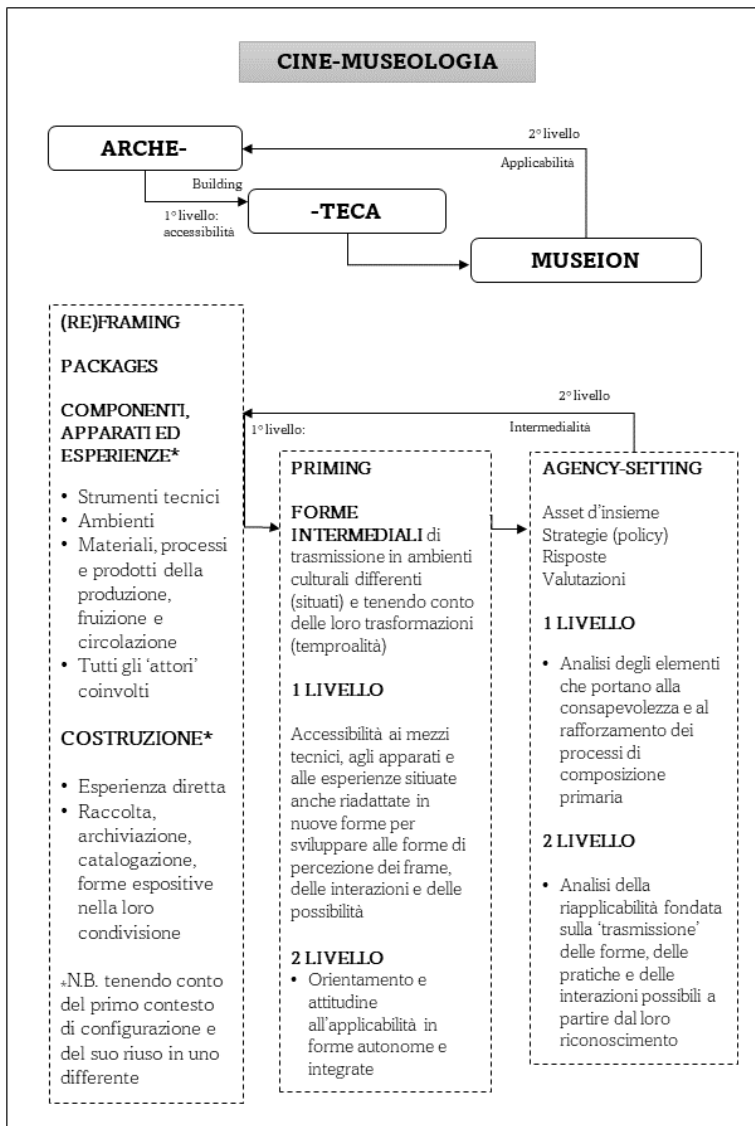 CINE-MUSEOLOGIA
2° livello
ARCHE-
Applicabilità
Building
1° livello:
accessibilità
-TECA
MUSEION
(RE)FRAMING
PACKAGES
COMPONENTI,
APPARATI ED
ESPERIENZE*
• Strumenti tecnici
• Ambienti
• Materiali, processi
e prodotti della
produzione,
fruizione e
circolazione
• Tutti gli ‘attori’
coinvolti
COSTRUZIONE*
• Esperienza diretta
• Raccolta,
archiviazione,
catalogazione,
forme espositive
nella loro
condivisione
*N.B. tenendo conto
del primo contesto
di configurazione e
del suo riuso in uno
differente
2° livello
1° livello:
Intermedialità
PRIMING
FORME
INTERMEDIALI di
trasmissione in ambienti
culturali differenti
(situati) e tenendo conto
delle loro trasformazioni
(temproalità)
1 LIVELLO
Accessibilità ai mezzi
tecnici, agli apparati e
alle esperienze sitiuate
anche riadattate in
nuove forme per
sviluppare alle forme di
percezione dei frame,
delle interazioni e delle
possibilità
2 LIVELLO
• Orientamento e
attitudine
all’applicabilità in
forme autonome e
integrate
AGENCY-SETTING
Asset d’insieme
Strategie (policy)
Risposte
Valutazioni
1 LIVELLO
• Analisi degli elementi
che portano alla
consapevolezza e al
rafforzamento dei
processi di
composizione
primaria
2 LIVELLO
• Analisi della
riapplicabilità fondata
sulla ‘trasmissione’
delle forme, delle
pratiche e delle
interazioni possibili a
partire dal loro
riconoscimento